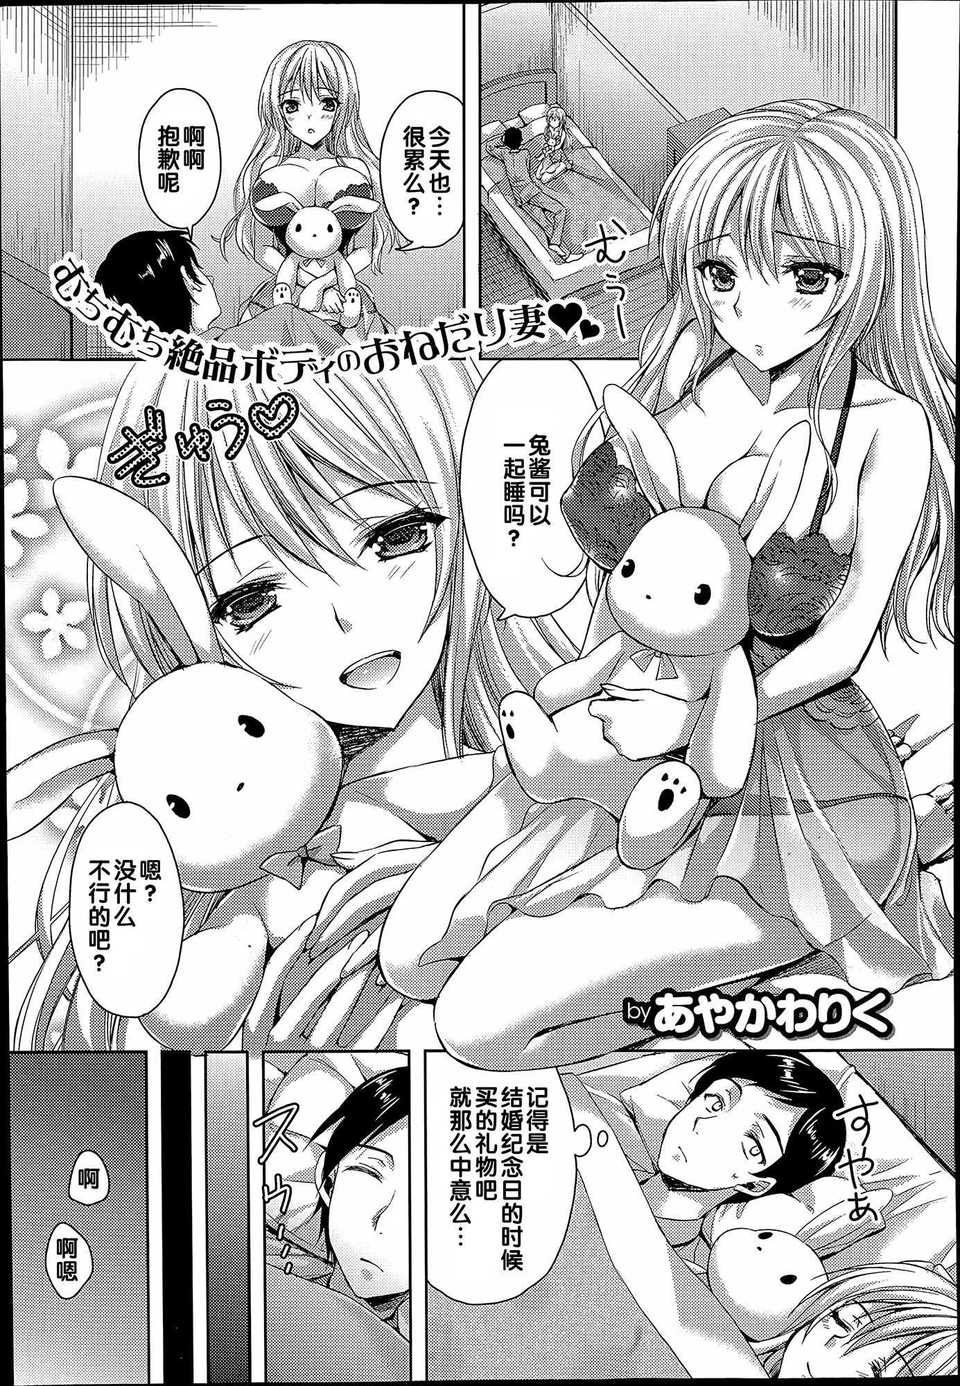 むぅー
今天也…
很累么？
啊啊
抱歉呢
むちむち絶品ボディのおねだり妻♥♥
兔酱可以
一起睡吗？
ぎゅう♡
嗯？
没什么
不行的吧？
by あやかわりく
すやぁ
记得是
结婚纪念日的时候
买的礼物吧
就那么中意么…
スゥ…
啊
啊嗯